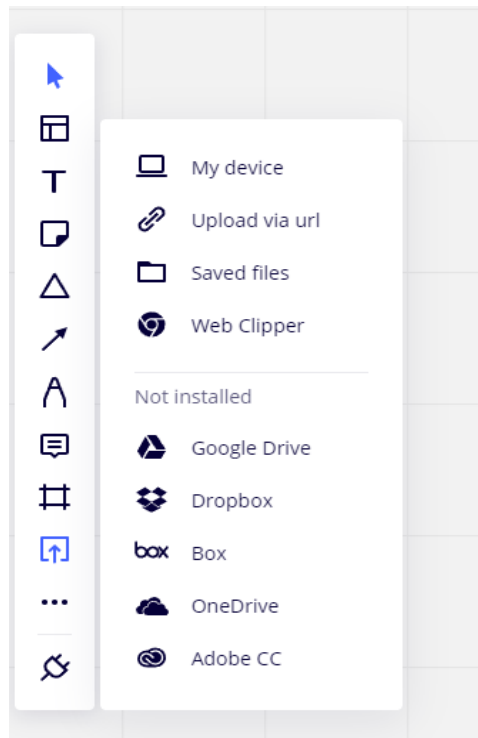 T
My device
Upload via url
Saved files
Web Clipper
Not installed
Google Drive
Dropbox
box Box
OneDrive
Adobe CC